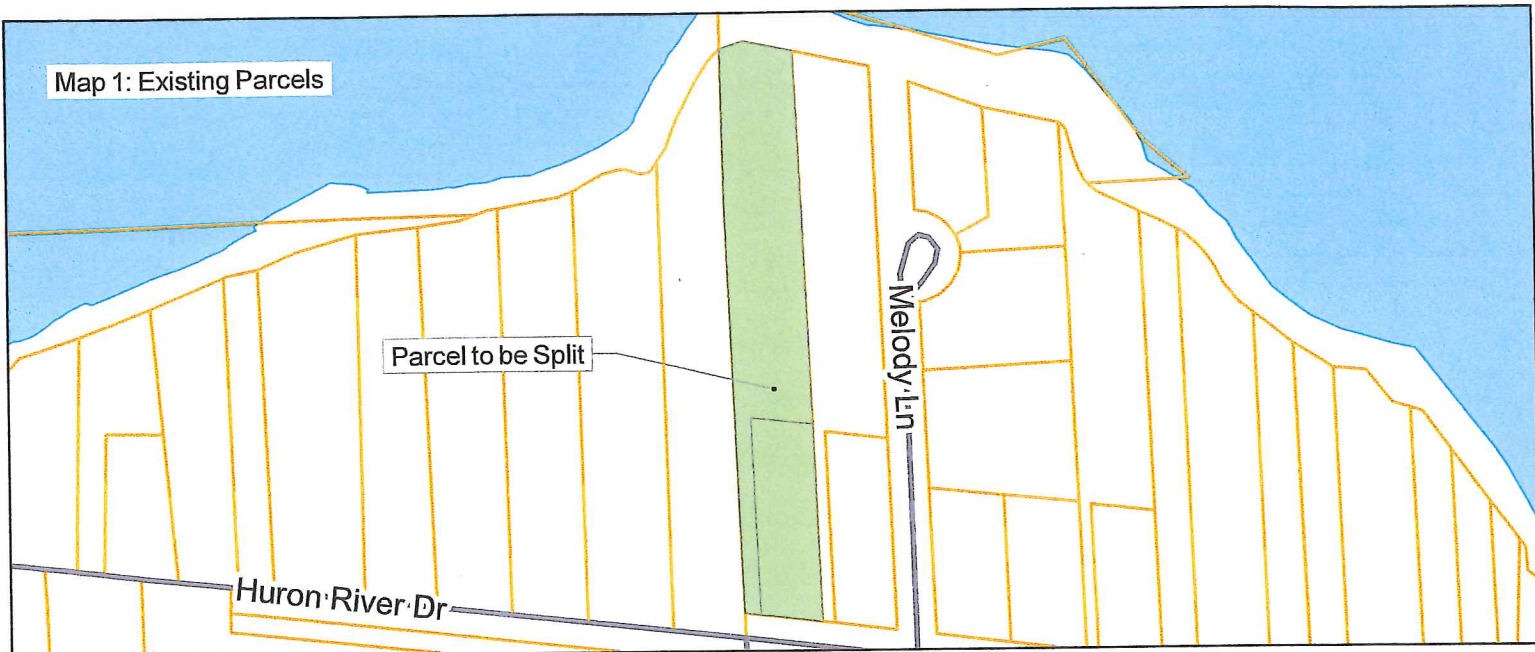 Map 1: Existing Parcels
Parcel to be Split
Melody Ln
Huron River Dr